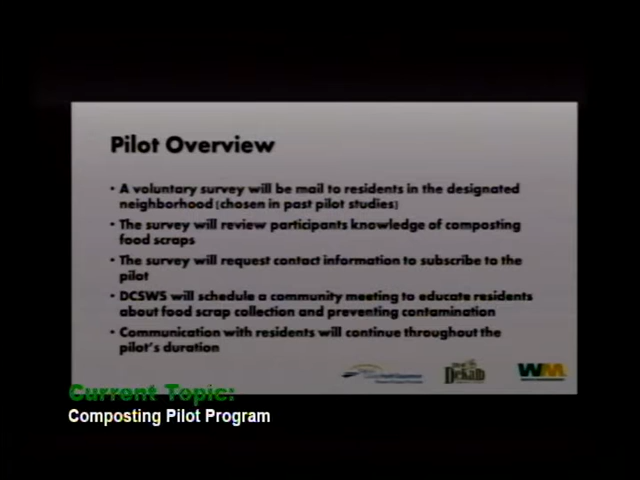 Pilot Overview
• A voluntary survey will be mail to residents in the designated
neighborhood (chosen in past pilot studies)
• The survey will review participants knowledge of composting
food scraps
• The survey will request contact information to subscribe to the
pilot
• DCSWS will schedule a community meeting to educate residents
about food scrap collection and preventing contamination
• Communication with residents will continue throughout the
pilot's duration
DeKalb
WM
Current Topic:
Composting Pilot Program